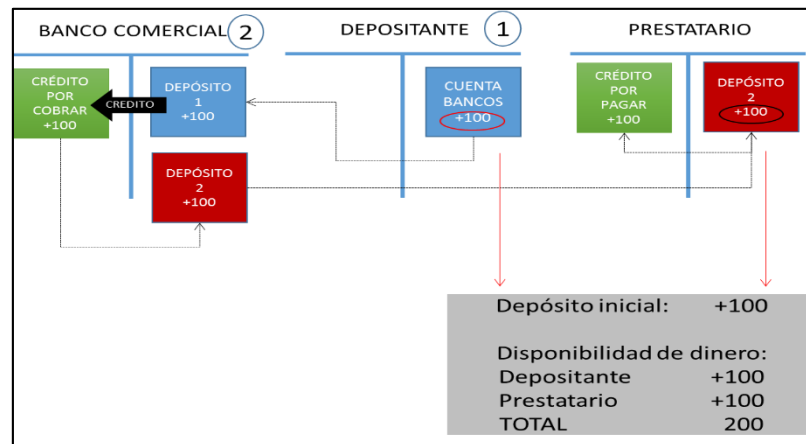 BANCO COMERCIAL
2
DEPOSITANTE
1
PRESTATARIO
CRÉDITO
POR
COBRAR
+100
CREDITO
DEPÓSITO
1
+100
CUENTA
BANCOS
+100
CRÉDITO
POR
PAGAR
+100
DEPÓSITO
2
+100
DEPÓSITO
2
+100
Depósito inicial: +100
Disponibilidad de dinero:
Depositante +100
Prestatario +100
TOTAL 200